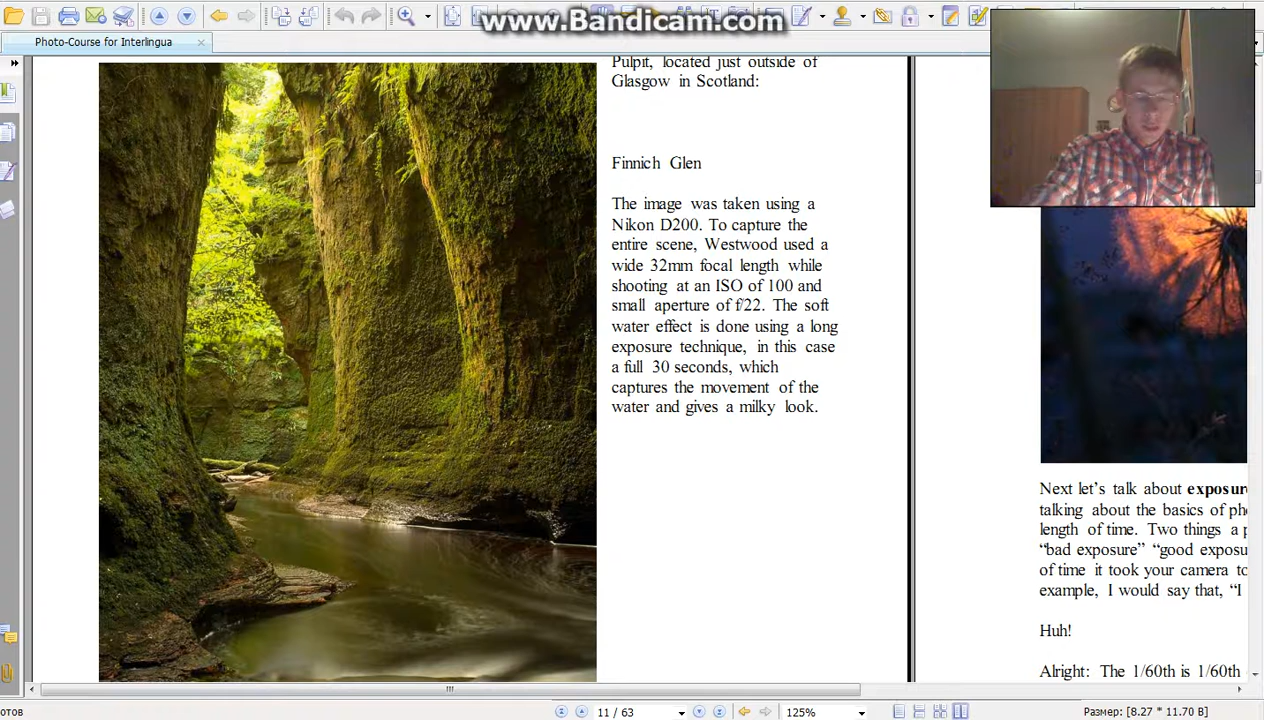 www.Bandicam.com
Photo-Course for Interlingua
Pulpit, located just outside of
Glasgow in Scotland:
Finnich Glen
The image was taken using a
Nikon D200. To capture the
entire scene, Westwood used a
wide 32mm focal length while
shooting at an ISO of 100 and
small aperture of f/22. The soft
water effect is done using a long
exposure technique, in this case
a full 30 seconds, which
captures the movement of the
water and gives a milky look.
Next let’s talk about exposur
talking about the basics of ph
length of time. Two things a p
“bad exposure” “good exposu
of time it took your camera to
example, I would say that, “I
Huh!
Alright: The 1/60th is 1/60th
отов
11 / 63
125%
Размер: [8.27 * 11.70 В]